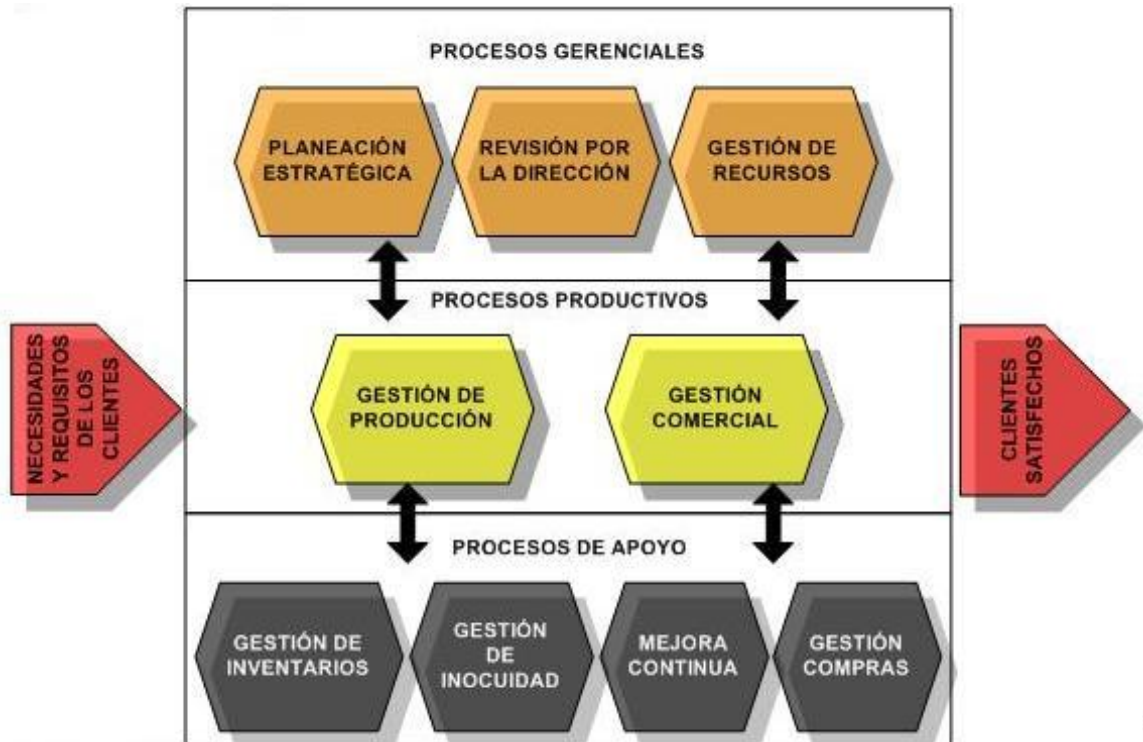 PROCESOS GERENCIALES
PLANEACIÓN
ESTRATÉGICA
REVISIÓN POR
LA DIRECCIÓN
GESTIÓN DE
RECURSOS
PROCESOS PRODUCTIVOS
NECESIDADES
Y REQUISITOS
DE LOS
CLIENTES
GESTIÓN DE
PRODUCCIÓN
GESTIÓN
COMERCIAL
CLIENTES
SATISFECHOS
PROCESOS DE APOYO
GESTIÓN DE
INVENTARIOS
GESTIÓN
DE
INOCUIDAD
MEJORA
CONTINUA
GESTIÓN
COMPRAS